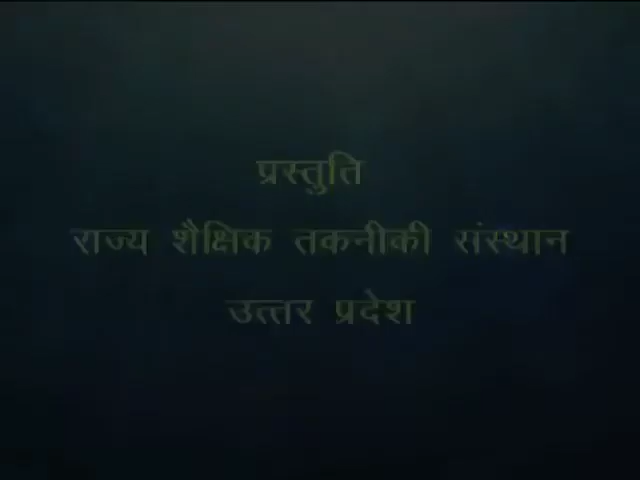 प्रस्तुति
राज्य शैक्षिक तकनीकी संस्थान
उत्तर प्रदेश